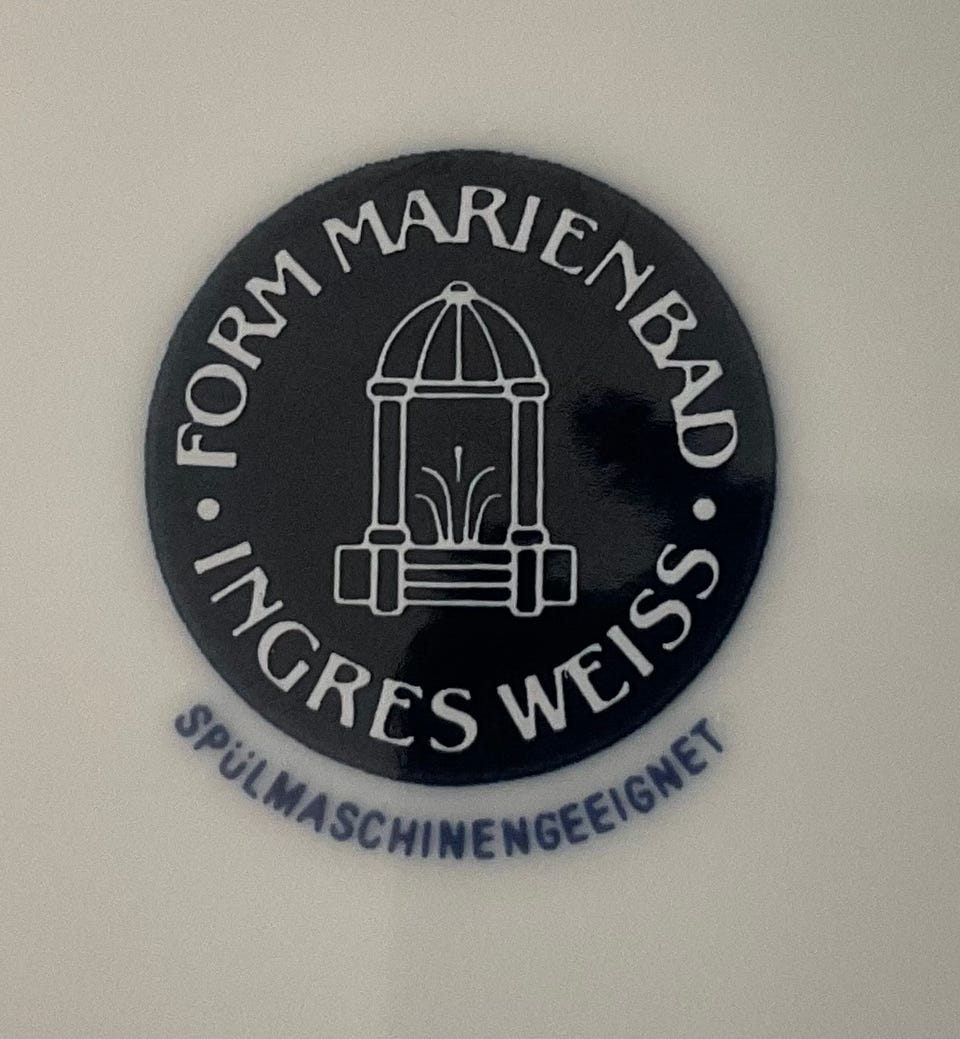 FORM MARIENBAD
· INGRES WEISS ·
SPÜLMASCHINENGEEIGNET